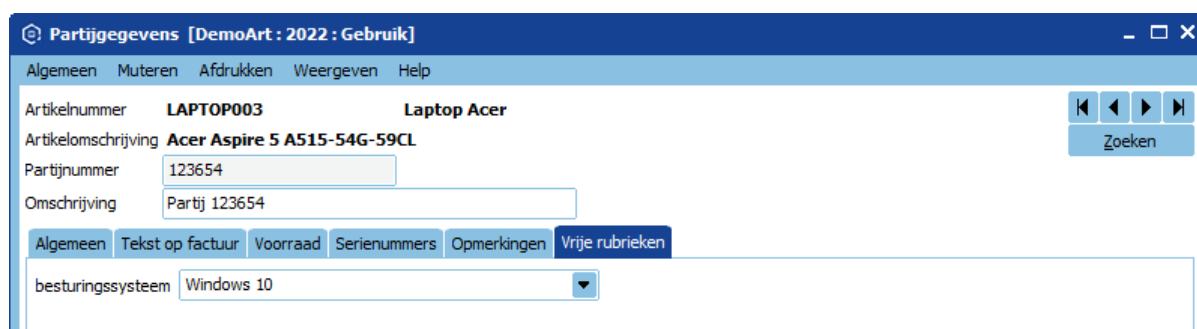 Partijgegevens [DemoArt : 2022 : Gebruik]
Algemeen Muteren Afdrukken Weergeven Help
Artikelnummer LAPTOP003 Laptop Acer
Artikelomschrijving Acer Aspire 5 A515-54G-59CL
Zoeken
Partijnummer 123654
Omschrijving Partij 123654
Algemeen Tekst op factuur Voorraad Serienummers Opmerkingen Vrije rubrieken
besturingssysteem Windows 10